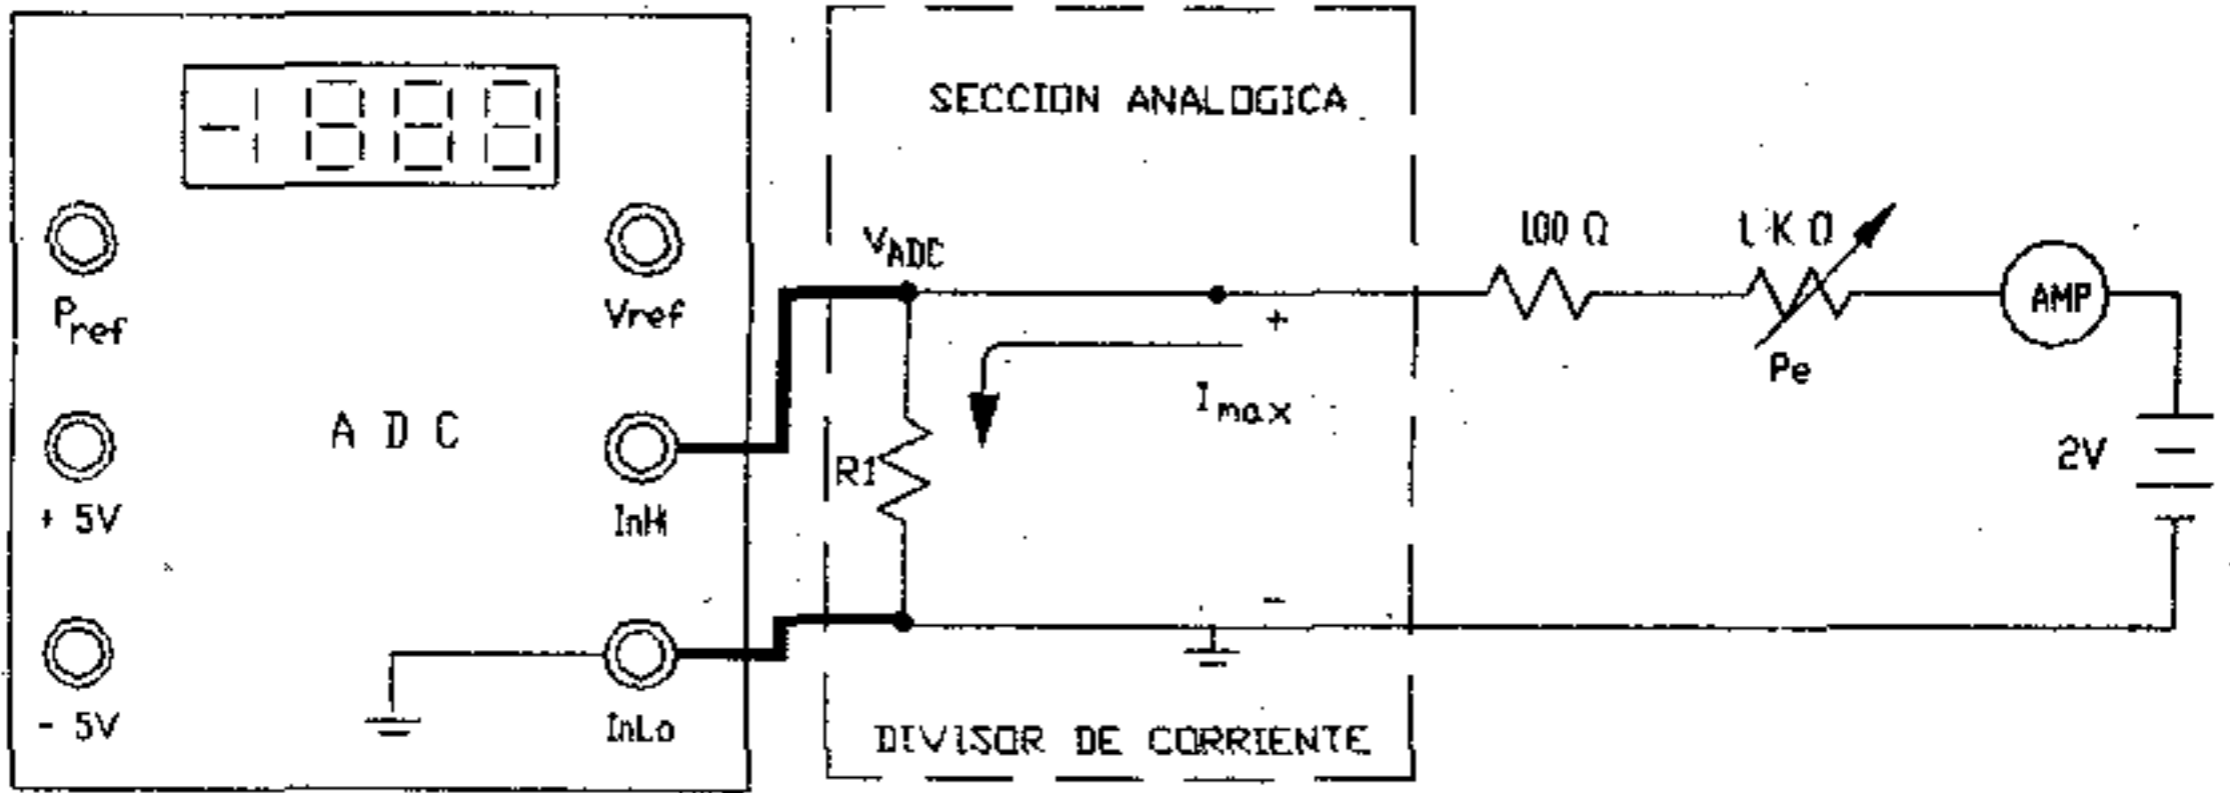 -1888
SECCION ANALOGICA
Pref
Vref
VADC
100 Ω
1 K Ω
AMP
Pe
+
Imax
A D C
R1
2V
+ 5V
InHi
-
- 5V
InLo
DIVISOR DE CORRIENTE